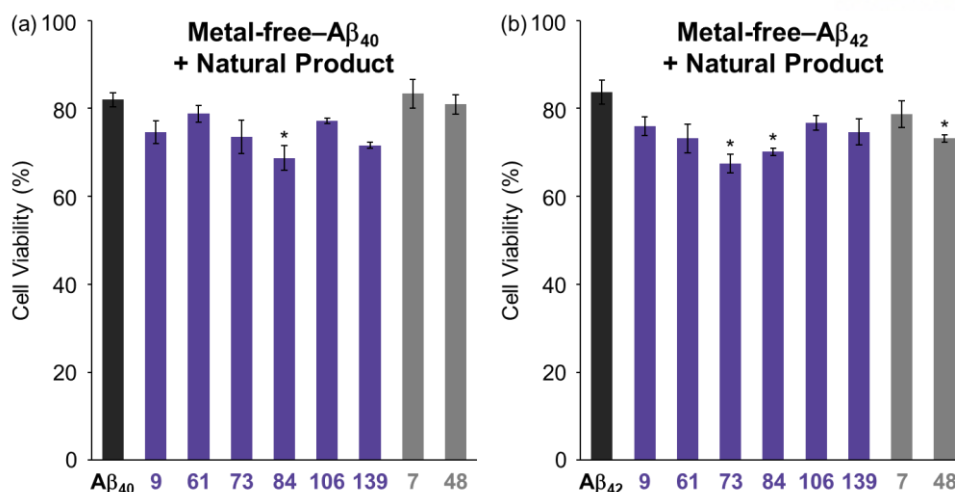 (a)
Metal-free–Aβ40
+ Natural Product
Cell Viability (%)
100
80
60
40
20
0
*
Aβ40 9 61 73 84 106 139 7 48
(b)
Metal-free–Aβ42
+ Natural Product
Cell Viability (%)
100
80
60
40
20
0
* * *
Aβ42 9 61 73 84 106 139 7 48